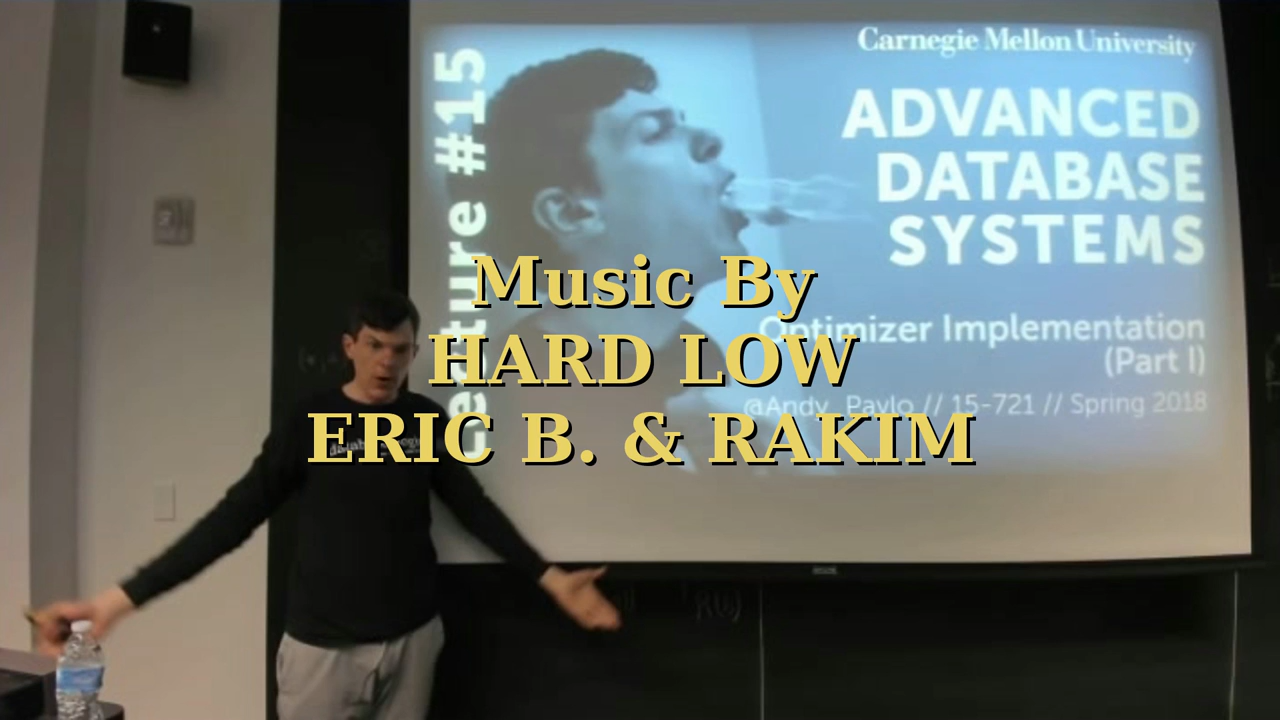 Carnegie Mellon University
Lecture #15
ADVANCED
DATABASE
SYSTEMS
Optimizer Implementation
(Part I)
@Andy_Pavlo // 15-721 // Spring 2018
Music By
HARD LOW
ERIC B. & RAKIM